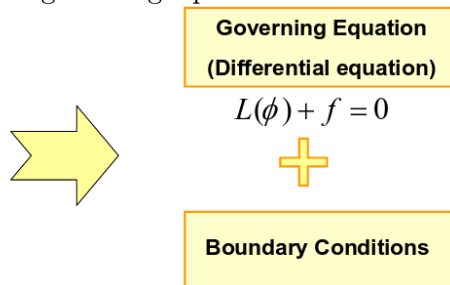 Governing Equation
(Differential equation)
L(ϕ) + f = 0
Boundary Conditions